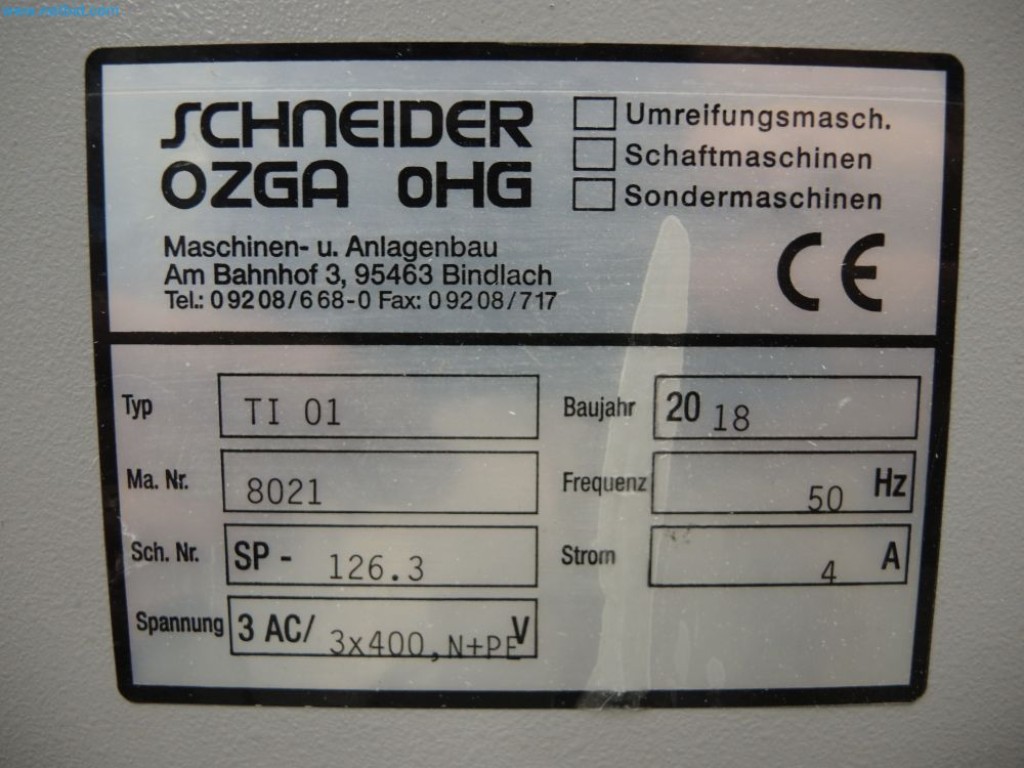 SCHNEIDER
OZGA OHG
Umreifungsmasch.
Schaftmaschinen
Sondermaschinen
Maschinen- u. Anlagenbau
Am Bahnhof 3, 95463 Bindlach
Tel.: 09208/668-0 Fax: 09208/717
CE
Typ TI 01 Baujahr 20 18
Ma. Nr. 8021 Frequenz 50 Hz
Sch. Nr. SP - 126.3 Strom 4 A
Spannung 3 AC/ 3x400,N+PE V